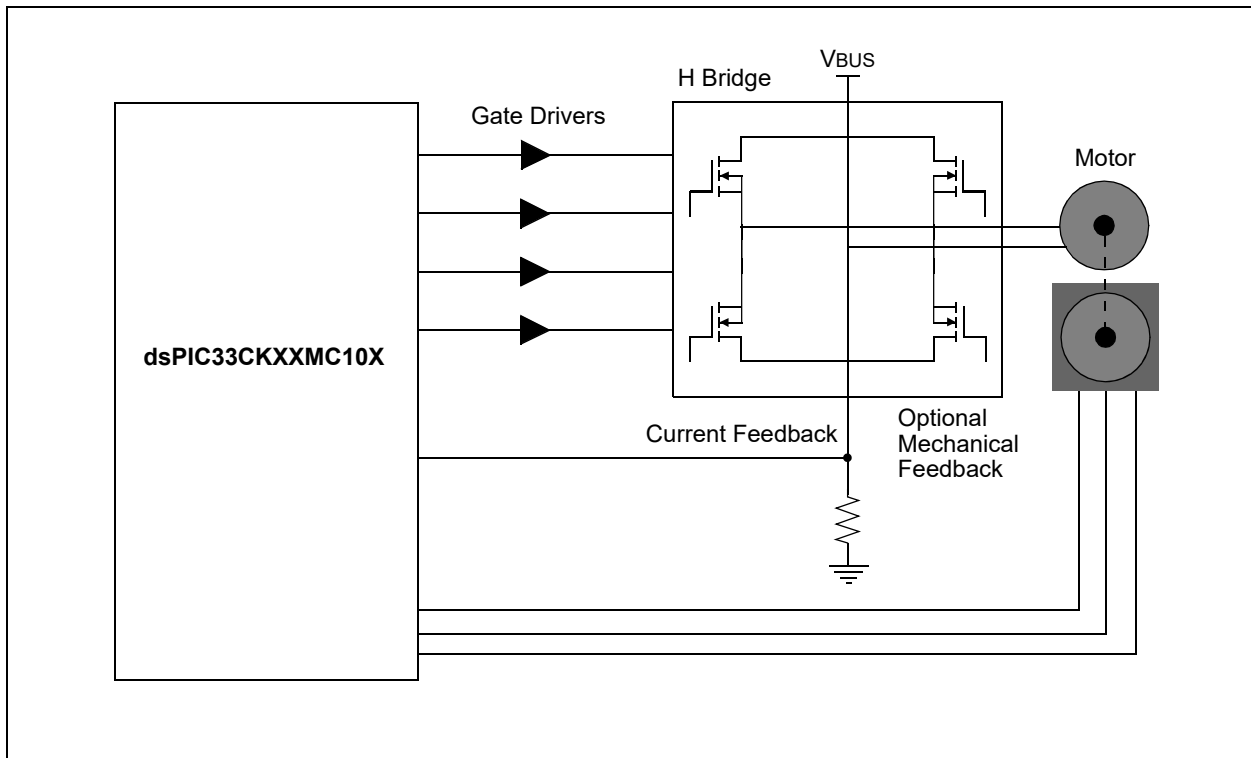 VBUS
H Bridge
Gate Drivers
Motor
dsPIC33CKXXMC10X
Current Feedback
Optional
Mechanical
Feedback